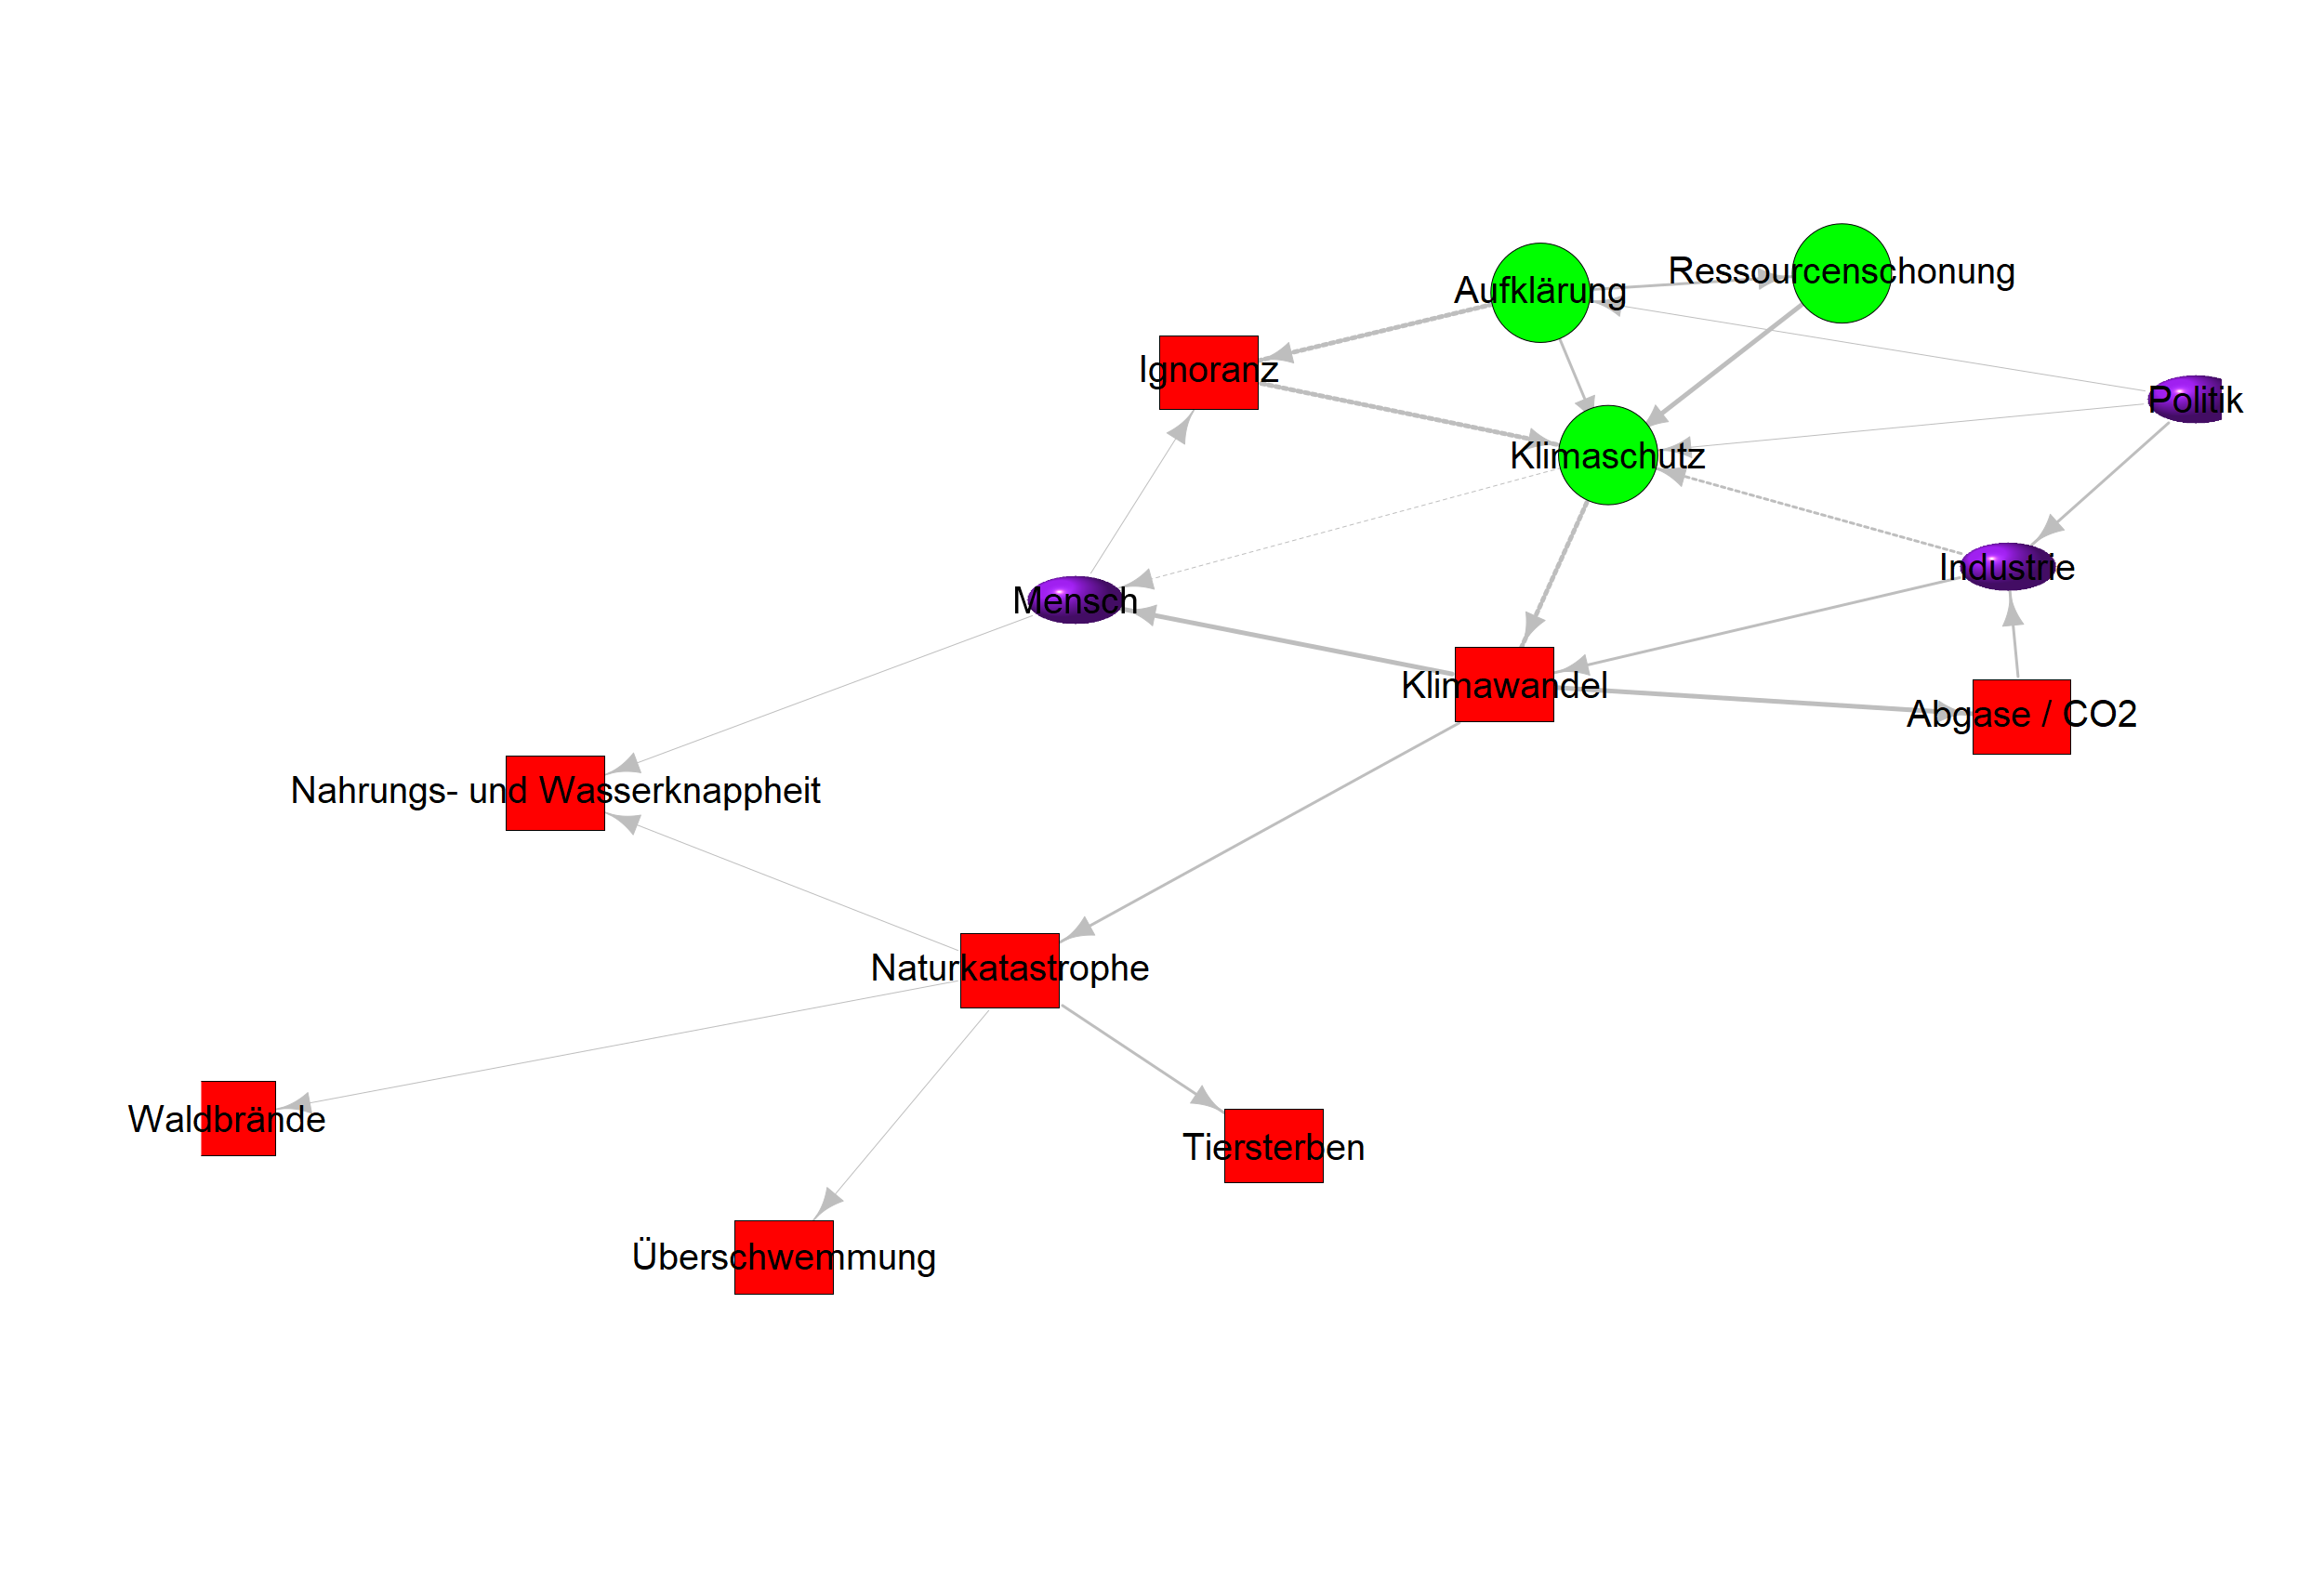 Ressourcenschonung
Aufklärung
Ignoranz
Politik
Klimaschutz
Industrie
Mensch
Klimawandel
Abgase / CO2
Nahrungs- und Wasserknappheit
Naturkatastrophe
Waldbrände
Tiersterben
Überschwemmung